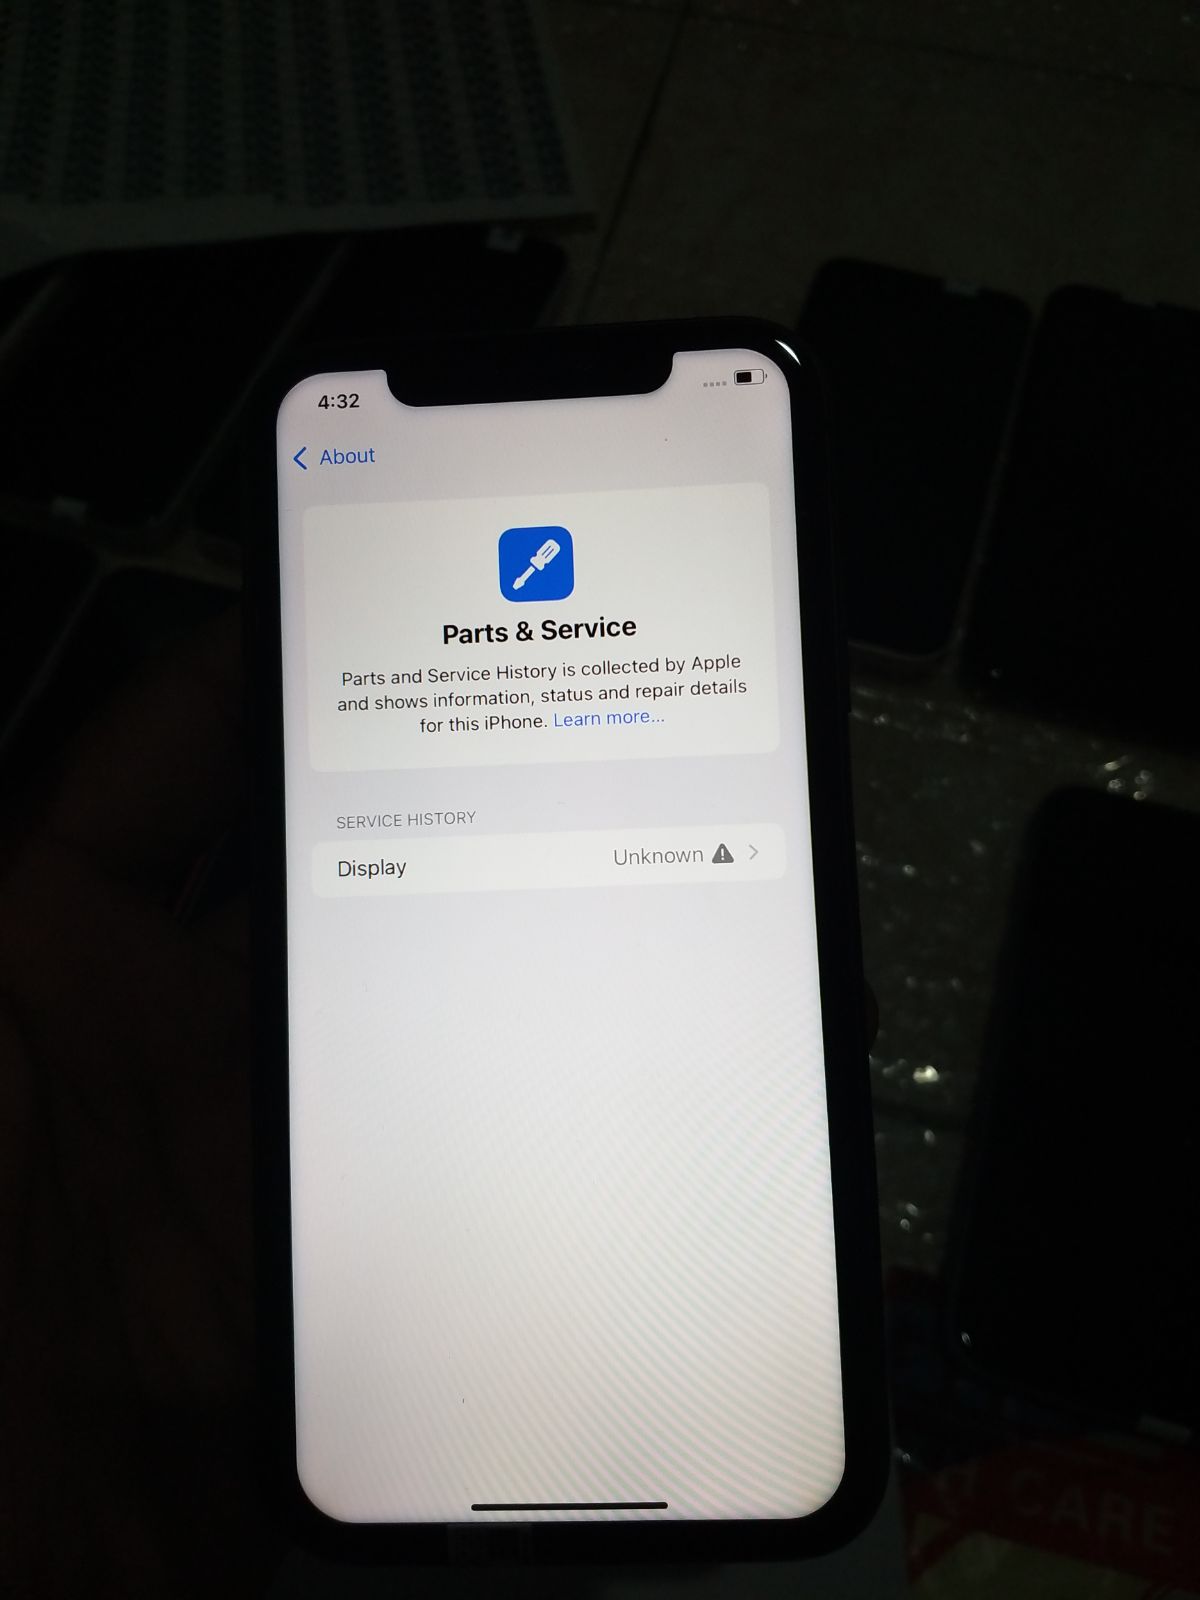 4:32
About
Parts & Service
Parts and Service History is collected by Apple
and shows information, status and repair details
for this iPhone. Learn more...
SERVICE HISTORY
Display Unknown
CARE